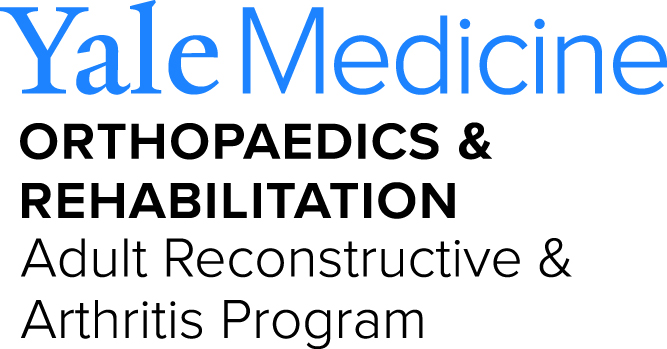 Yale Medicine
ORTHOPAEDICS &
REHABILITATION
Adult Reconstructive &
Arthritis Program